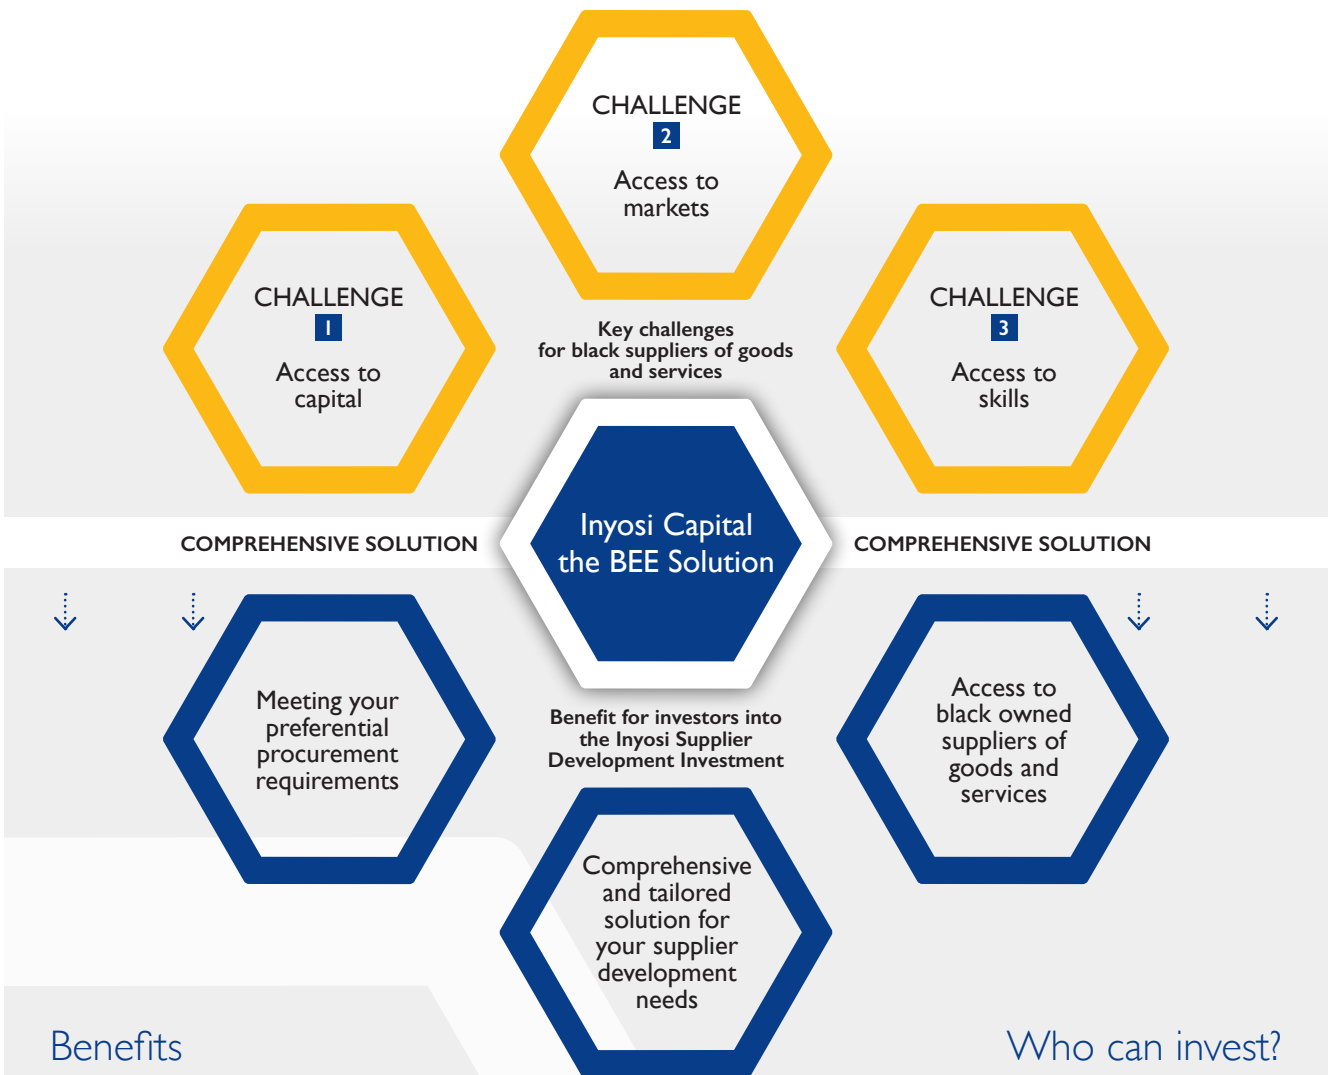 CHALLENGE
2
Access to
markets
CHALLENGE
1
Access to
capital
CHALLENGE
3
Access to
skills
Key challenges
for black suppliers of goods
and services
Inyosi Capital
the BEE Solution
COMPREHENSIVE SOLUTION
COMPREHENSIVE SOLUTION
Meeting your
preferential
procurement
requirements
Benefit for investors into
the Inyosi Supplier
Development Investment
Access to
black owned
suppliers of
goods and
services
Comprehensive
and tailored
solution for
your supplier
development
needs
Benefits
Who can invest?